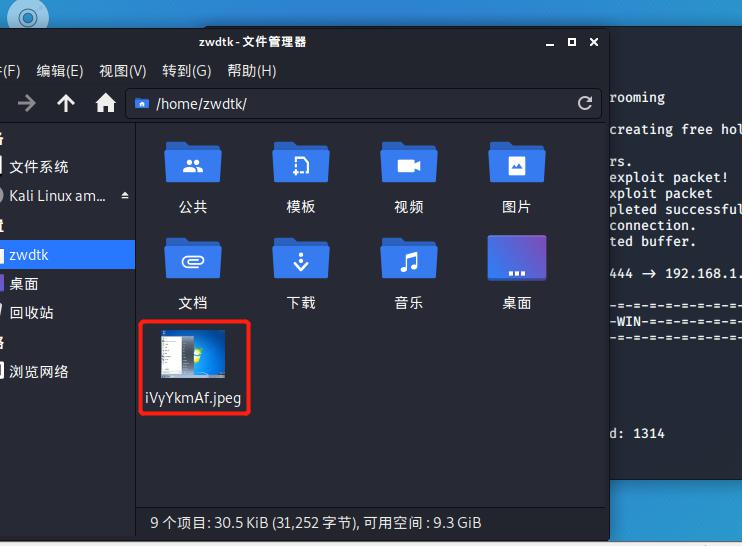 zwdtk - 文件管理器
(F) 编辑(E) 视图(V) 转到(G) 帮助(H)
/home/zwdtk/
文件系统
Kali Linux am...
zwdtk
桌面
回收站
浏览网络
公共
模板
视频
图片
文档
下载
音乐
桌面
iVyYkmAf.jpeg
9 个项目: 30.5 KiB (31,252 字节), 可用空间 : 9.3 GiB
rooming
creating free hol
rs.
exploit packet!
xploit packet
pleted successful
connection.
ted buffer.
444 -> 192.168.1.
-=-=-=-=-=-=-=-=-
-WIN-=-=-=-=-=-=-
-=-=-=-=-=-=-=-=-
d: 1314